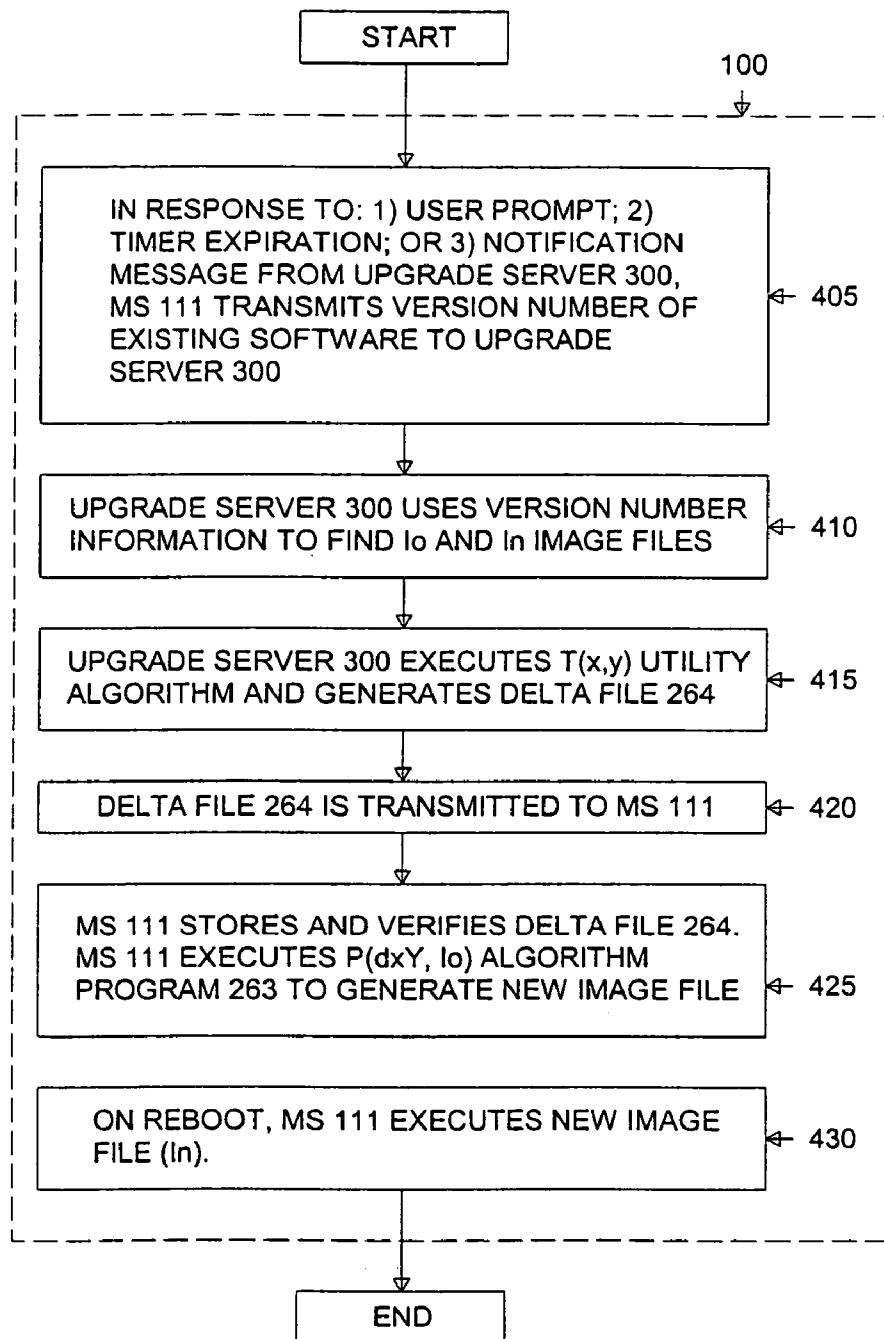 START
100
IN RESPONSE TO: 1) USER PROMPT; 2)
TIMER EXPIRATION; OR 3) NOTIFICATION
MESSAGE FROM UPGRADE SERVER 300,
MS 111 TRANSMITS VERSION NUMBER OF
EXISTING SOFTWARE TO UPGRADE
SERVER 300
405
UPGRADE SERVER 300 USES VERSION NUMBER
INFORMATION TO FIND Io AND In IMAGE FILES
410
UPGRADE SERVER 300 EXECUTES T(x,y) UTILITY
ALGORITHM AND GENERATES DELTA FILE 264
415
DELTA FILE 264 IS TRANSMITTED TO MS 111
420
MS 111 STORES AND VERIFIES DELTA FILE 264.
MS 111 EXECUTES P(dxY, Io) ALGORITHM
PROGRAM 263 TO GENERATE NEW IMAGE FILE
425
ON REBOOT, MS 111 EXECUTES NEW IMAGE
FILE (In).
430
END